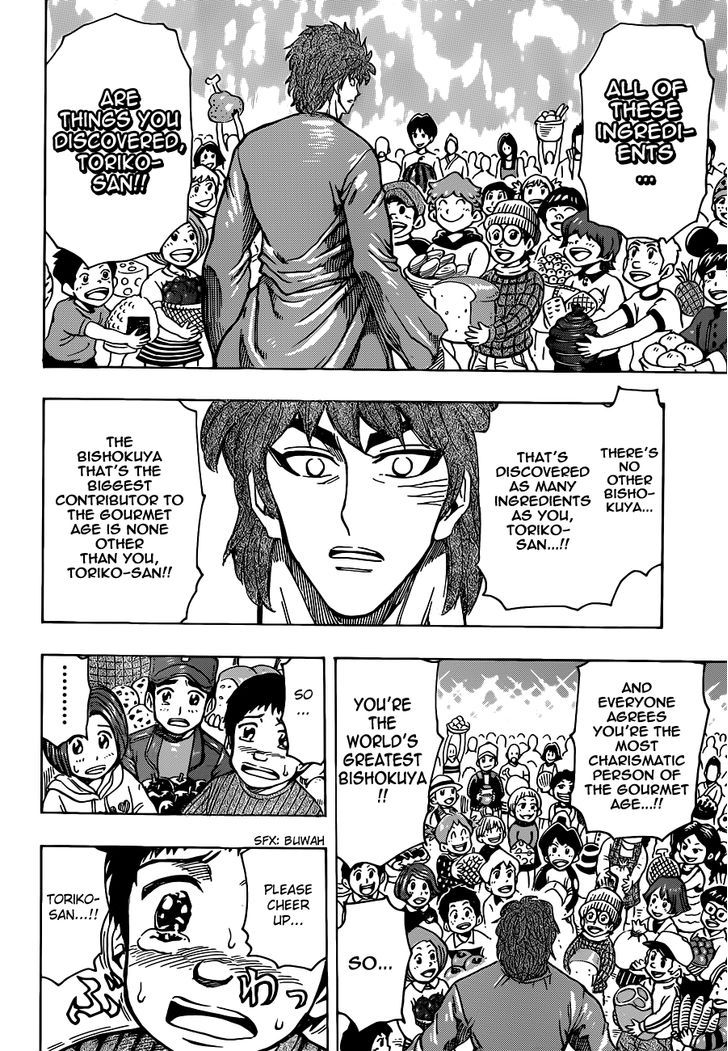 ALL OF
THESE
INGREDI-
ENTS
...
ARE
THINGS YOU
DISCOVERED,
TORIKO-
SAN!!
THERE'S
NO OTHER
BISHO-
KUYA...
THAT'S
DISCOVERED
AS MANY
INGREDIENTS
AS YOU,
TORIKO-
SAN...!!
THE
BISHOKUYA
THAT'S THE
BIGGEST
CONTRIBUTOR TO
THE GOURMET
AGE IS NONE
OTHER
THAN YOU,
TORIKO-SAN!!
AND
EVERYONE
AGREES
YOU'RE THE
MOST
CHARISMATIC
PERSON OF
THE GOURMET
AGE...!!
YOU'RE
THE
WORLD'S
GREATEST
BISHOKUYA
!!
SO...
SO
...
........
SFX: BUWAH
PLEASE
CHEER
UP...
TORIKO-
SAN...!!
わっ